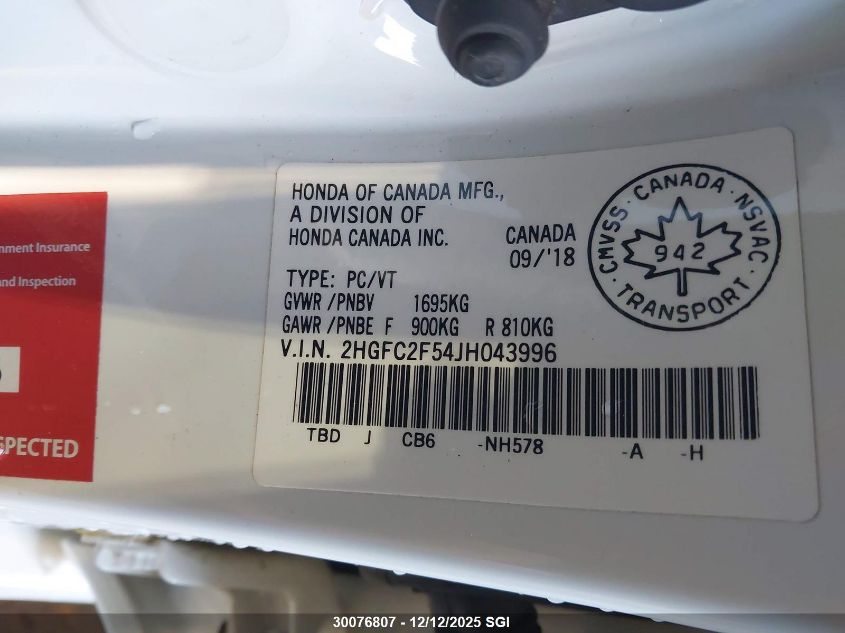 nment Insurance
and Inspection
SPECTED
HONDA OF CANADA MFG.,
A DIVISION OF
HONDA CANADA INC.
CANADA
09/'18
TYPE: PC/VT
GVWR /PNBV 1695KG
GAWR /PNBE F 900KG R 810KG
V.I.N. 2HGFC2F54JH043996
TBD J CB6 -NH578 -A -H
CMVSS · CANADA · NSVAC
942
· TRANSPORT ·
30076807 - 12/12/2025 SGI